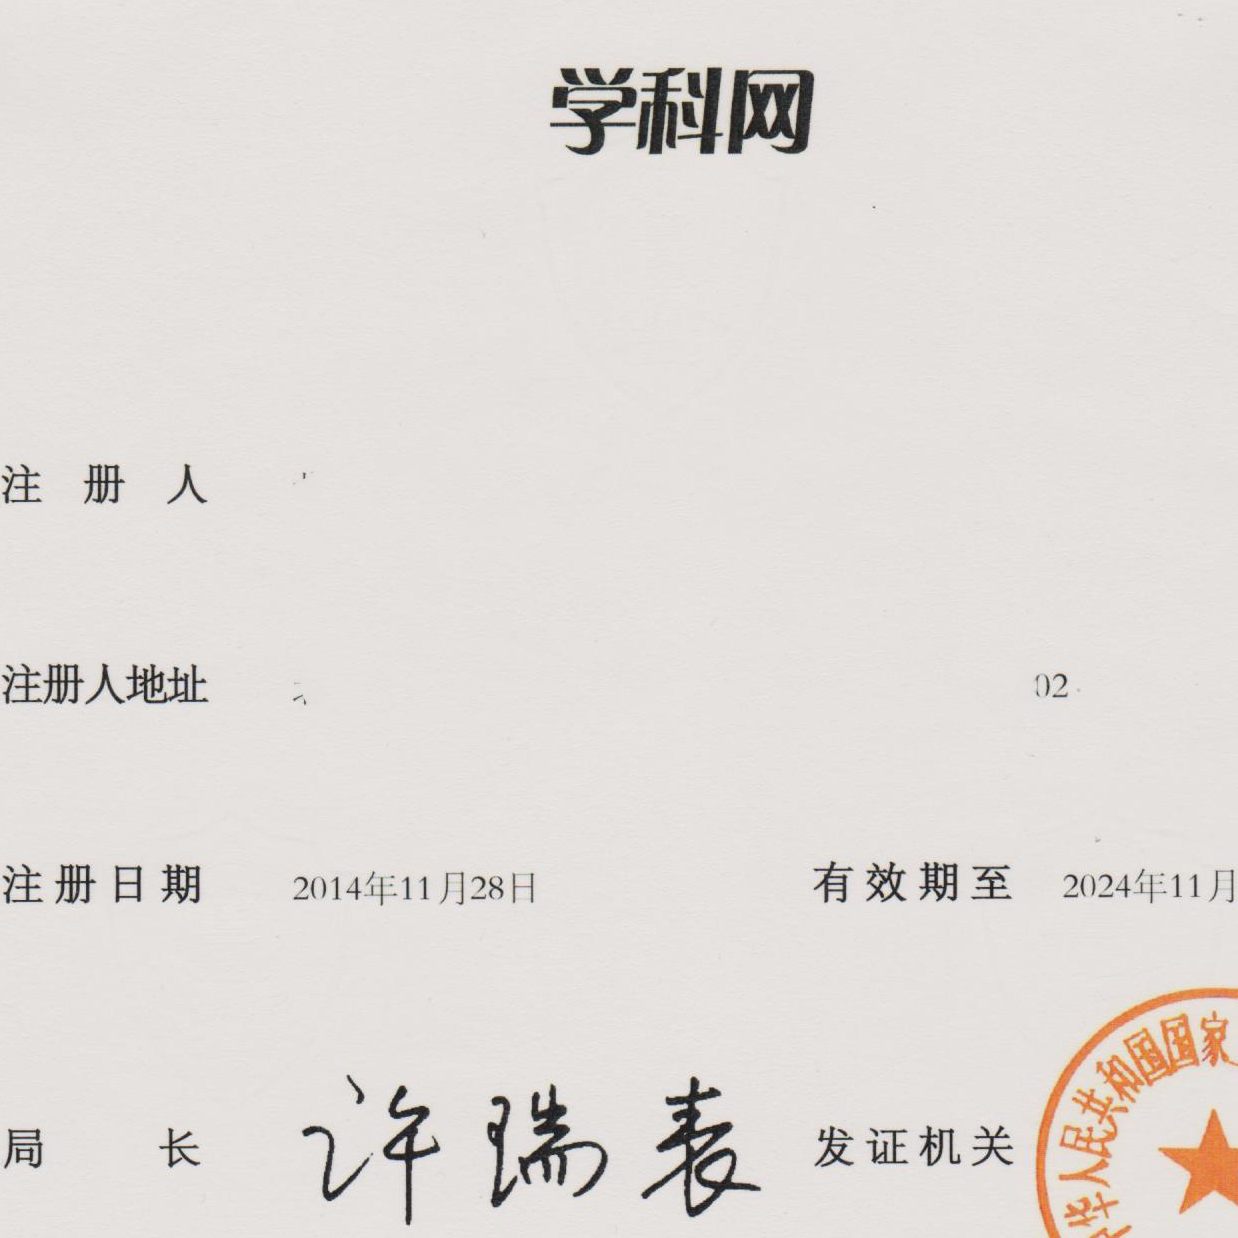 学科网
注册人
注册人地址 02
注册日期 2014年11月28日 有效期至 2024年11月
局长 许瑞表 发证机关
华人民共和国国家